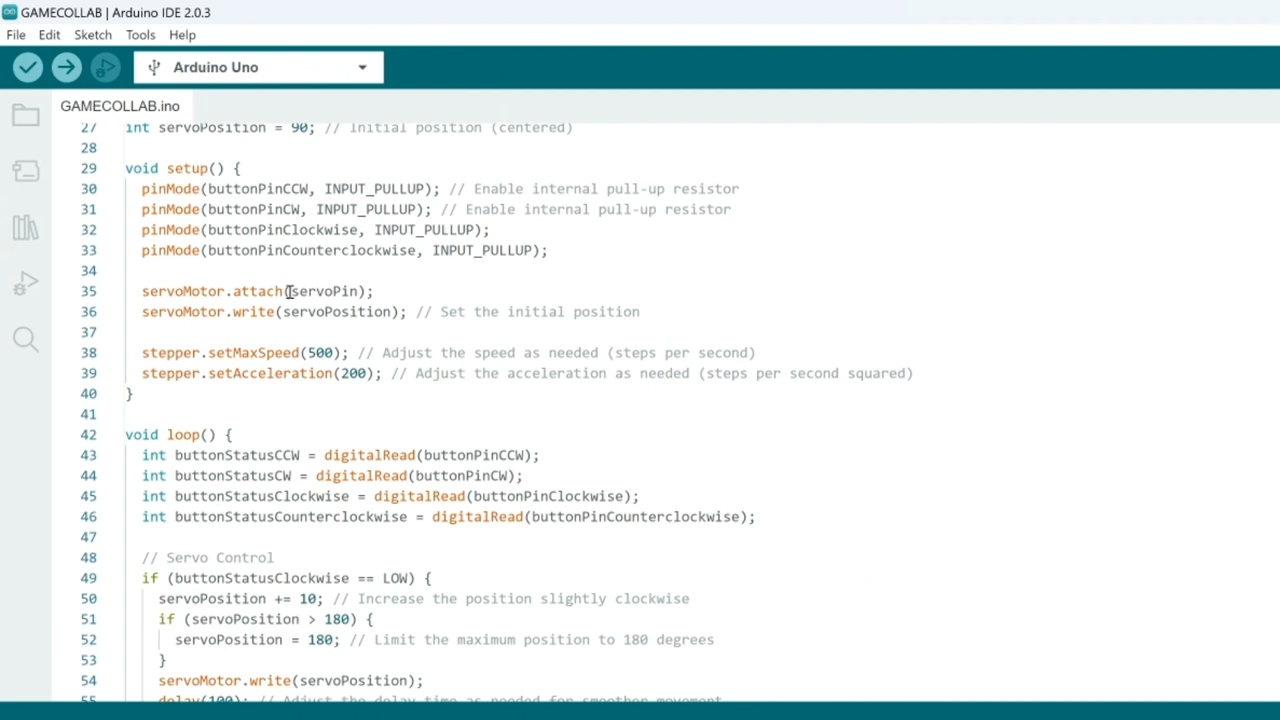 GAMECOLLAB | Arduino IDE 2.0.3
File Edit Sketch Tools Help
Arduino Uno
GAMECOLLAB.ino
27 int servoPosition = 90; // Initial position (centered)
28
29 void setup() {
30 pinMode(buttonPinCCW, INPUT_PULLUP); // Enable internal pull-up resistor
31 pinMode(buttonPinCW, INPUT_PULLUP); // Enable internal pull-up resistor
32 pinMode(buttonPinClockwise, INPUT_PULLUP);
33 pinMode(buttonPinCounterclockwise, INPUT_PULLUP);
34
35 servoMotor.attach(servoPin);
36 servoMotor.write(servoPosition); // Set the initial position
37
38 stepper.setMaxSpeed(500); // Adjust the speed as needed (steps per second)
39 stepper.setAcceleration(200); // Adjust the acceleration as needed (steps per second squared)
40 }
41
42 void loop() {
43 int buttonStatusCCW = digitalRead(buttonPinCCW);
44 int buttonStatusCW = digitalRead(buttonPinCW);
45 int buttonStatusClockwise = digitalRead(buttonPinClockwise);
46 int buttonStatusCounterclockwise = digitalRead(buttonPinCounterclockwise);
47
48 // Servo Control
49 if (buttonStatusClockwise == LOW) {
50 servoPosition += 10; // Increase the position slightly clockwise
51 if (servoPosition > 180) {
52 servoPosition = 180; // Limit the maximum position to 180 degrees
53 }
54 servoMotor.write(servoPosition);
55 delay(100); // Adjust the delay time as needed for smoother movement